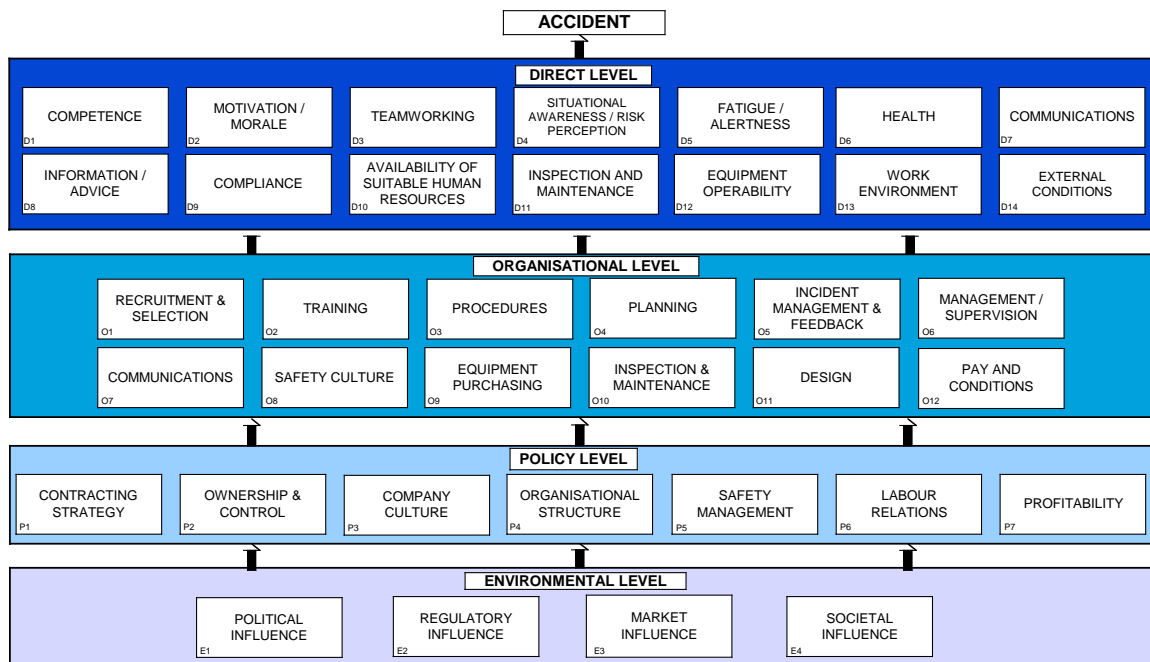 ACCIDENT
DIRECT LEVEL
COMPETENCE
D1
MOTIVATION /
MORALE
D2
TEAMWORKING
D3
SITUATIONAL
AWARENESS / RISK
PERCEPTION
D4
FATIGUE /
ALERTNESS
D5
HEALTH
D6
COMMUNICATIONS
D7
INFORMATION /
ADVICE
D8
COMPLIANCE
D9
AVAILABILITY OF
SUITABLE HUMAN
RESOURCES
D10
INSPECTION AND
MAINTENANCE
D11
EQUIPMENT
OPERABILITY
D12
WORK
ENVIRONMENT
D13
EXTERNAL
CONDITIONS
D14
ORGANISATIONAL LEVEL
RECRUITMENT &
SELECTION
O1
TRAINING
O2
PROCEDURES
O3
PLANNING
O4
INCIDENT
MANAGEMENT &
FEEDBACK
O5
MANAGEMENT /
SUPERVISION
O6
COMMUNICATIONS
O7
SAFETY CULTURE
O8
EQUIPMENT
PURCHASING
O9
INSPECTION &
MAINTENANCE
O10
DESIGN
O11
PAY AND
CONDITIONS
O12
POLICY LEVEL
CONTRACTING
STRATEGY
P1
OWNERSHIP &
CONTROL
P2
COMPANY
CULTURE
P3
ORGANISATIONAL
STRUCTURE
P4
SAFETY
MANAGEMENT
P5
LABOUR
RELATIONS
P6
PROFITABILITY
P7
ENVIRONMENTAL LEVEL
POLITICAL
INFLUENCE
E1
REGULATORY
INFLUENCE
E2
MARKET
INFLUENCE
E3
SOCIETAL
INFLUENCE
E4